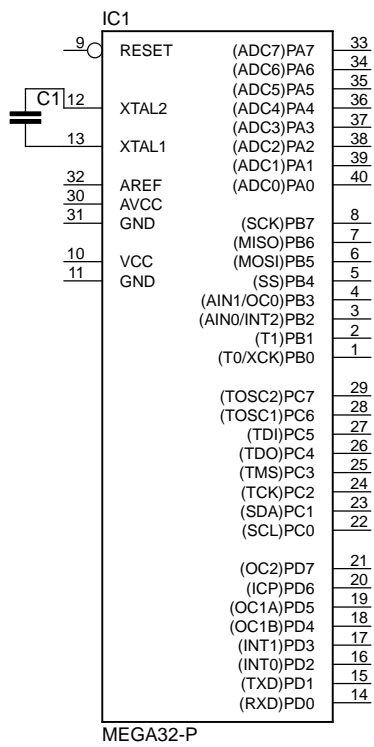 IC1
9 RESET (ADC7)PA7 33
(ADC6)PA6 34
(ADC5)PA5 35
C1 12 XTAL2 (ADC4)PA4 36
(ADC3)PA3 37
13 XTAL1 (ADC2)PA2 38
(ADC1)PA1 39
32 AREF (ADC0)PA0 40
30 AVCC
31 GND (SCK)PB7 8
(MISO)PB6 7
10 VCC (MOSI)PB5 6
11 GND (SS)PB4 5
(AIN1/OC0)PB3 4
(AIN0/INT2)PB2 3
(T1)PB1 2
(T0/XCK)PB0 1
(TOSC2)PC7 29
(TOSC1)PC6 28
(TDI)PC5 27
(TDO)PC4 26
(TMS)PC3 25
(TCK)PC2 24
(SDA)PC1 23
(SCL)PC0 22
(OC2)PD7 21
(ICP)PD6 20
(OC1A)PD5 19
(OC1B)PD4 18
(INT1)PD3 17
(INT0)PD2 16
(TXD)PD1 15
(RXD)PD0 14
MEGA32-P